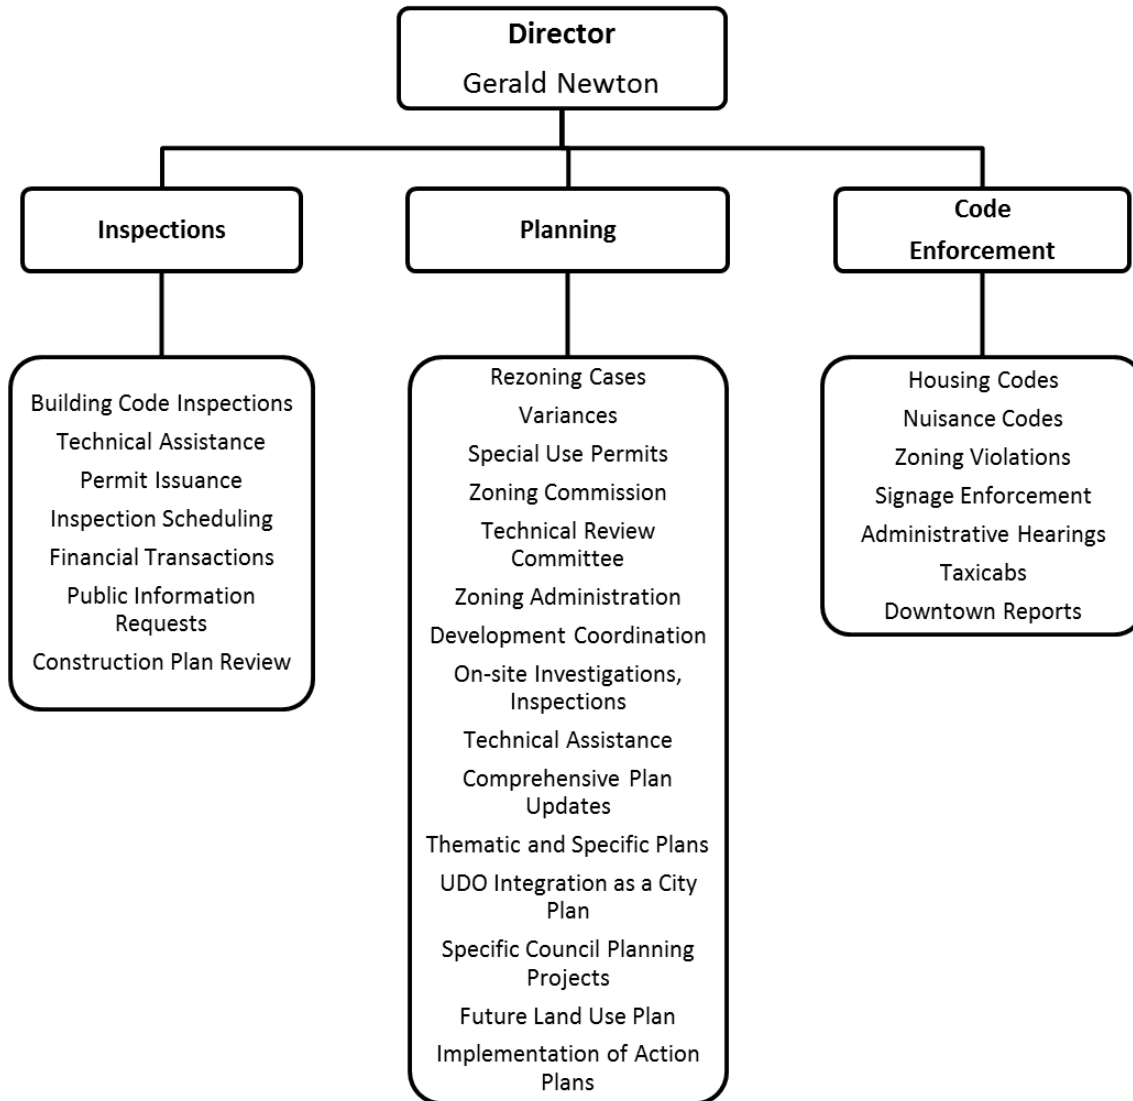 Director
Gerald Newton
Inspections
Building Code Inspections
Technical Assistance
Permit Issuance
Inspection Scheduling
Financial Transactions
Public Information
Requests
Construction Plan Review
Planning
Rezoning Cases
Variances
Special Use Permits
Zoning Commission
Technical Review
Committee
Zoning Administration
Development Coordination
On-site Investigations,
Inspections
Technical Assistance
Comprehensive Plan
Updates
Thematic and Specific Plans
UDO Integration as a City
Plan
Specific Council Planning
Projects
Future Land Use Plan
Implementation of Action
Plans
Code
Enforcement
Housing Codes
Nuisance Codes
Zoning Violations
Signage Enforcement
Administrative Hearings
Taxicabs
Downtown Reports